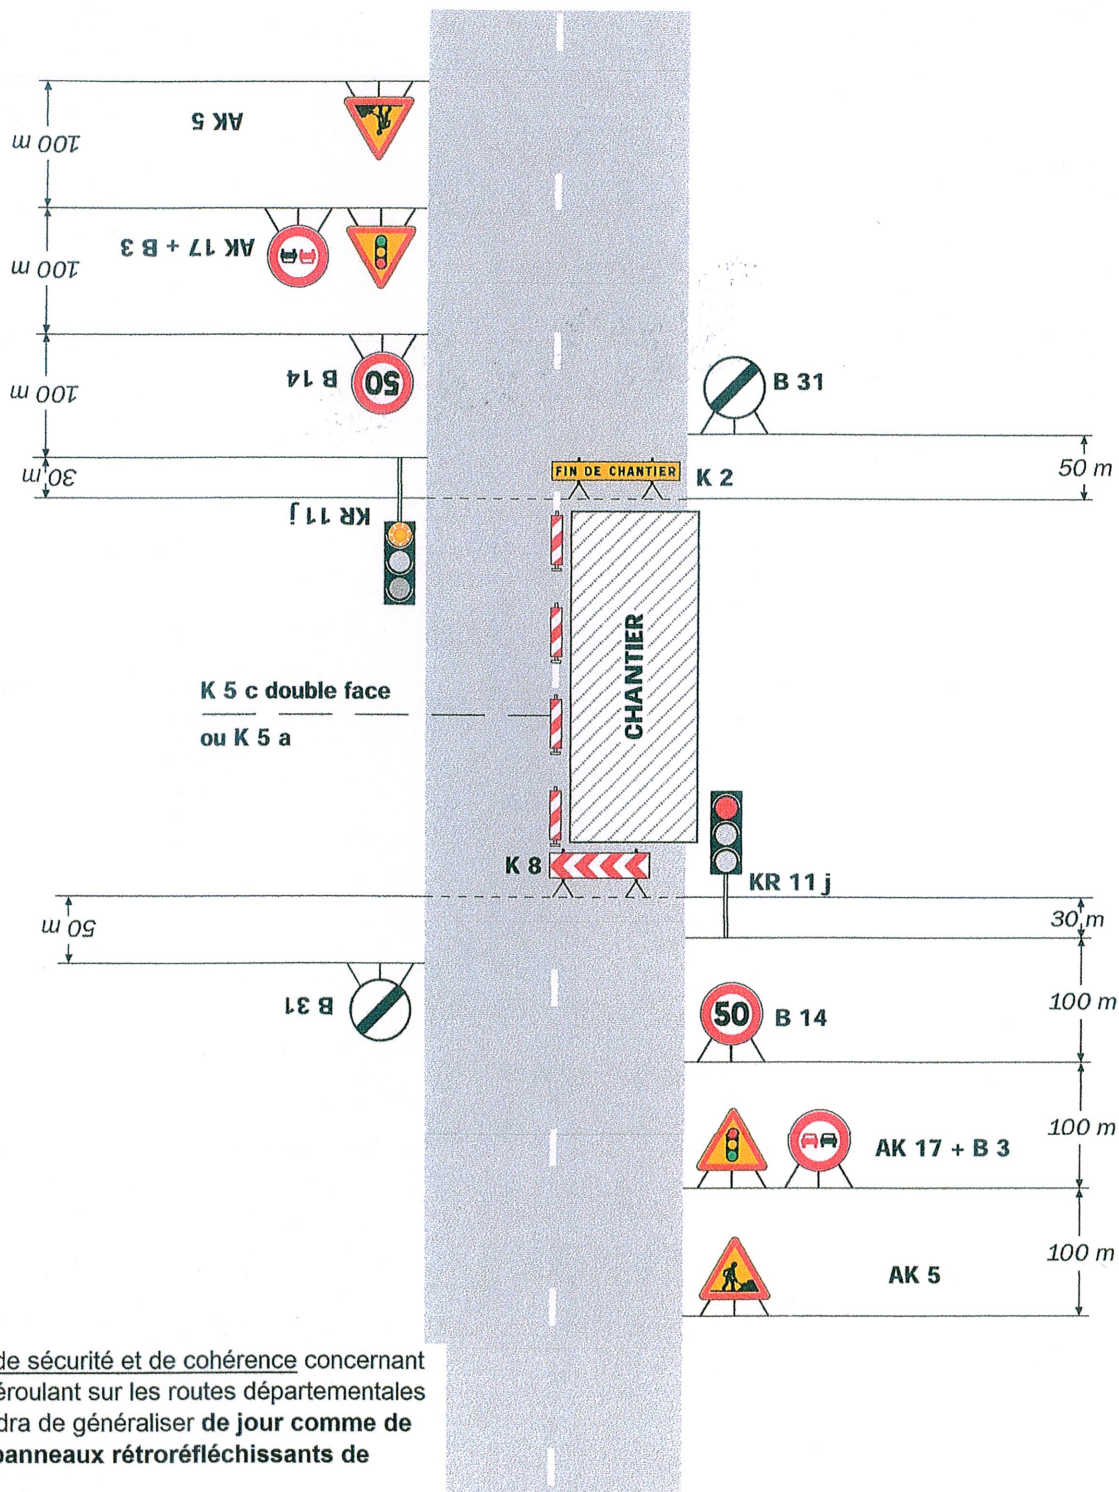 AK 5
100 m
AK 17 + B 3
100 m
B 14
50
100 m
B 31
50 m
30 m
FIN DE CHANTIER
K 2
KR 11 j
CHANTIER
K 5 c double face
ou K 5 a
K 8
KR 11 j
30 m
50 m
B 31
50
B 14
100 m
AK 17 + B 3
100 m
AK 5
100 m
de sécurité et de cohérence concernant
éroulant sur les routes départementales
dra de généraliser de jour comme de
panneaux rétroréfléchissants de